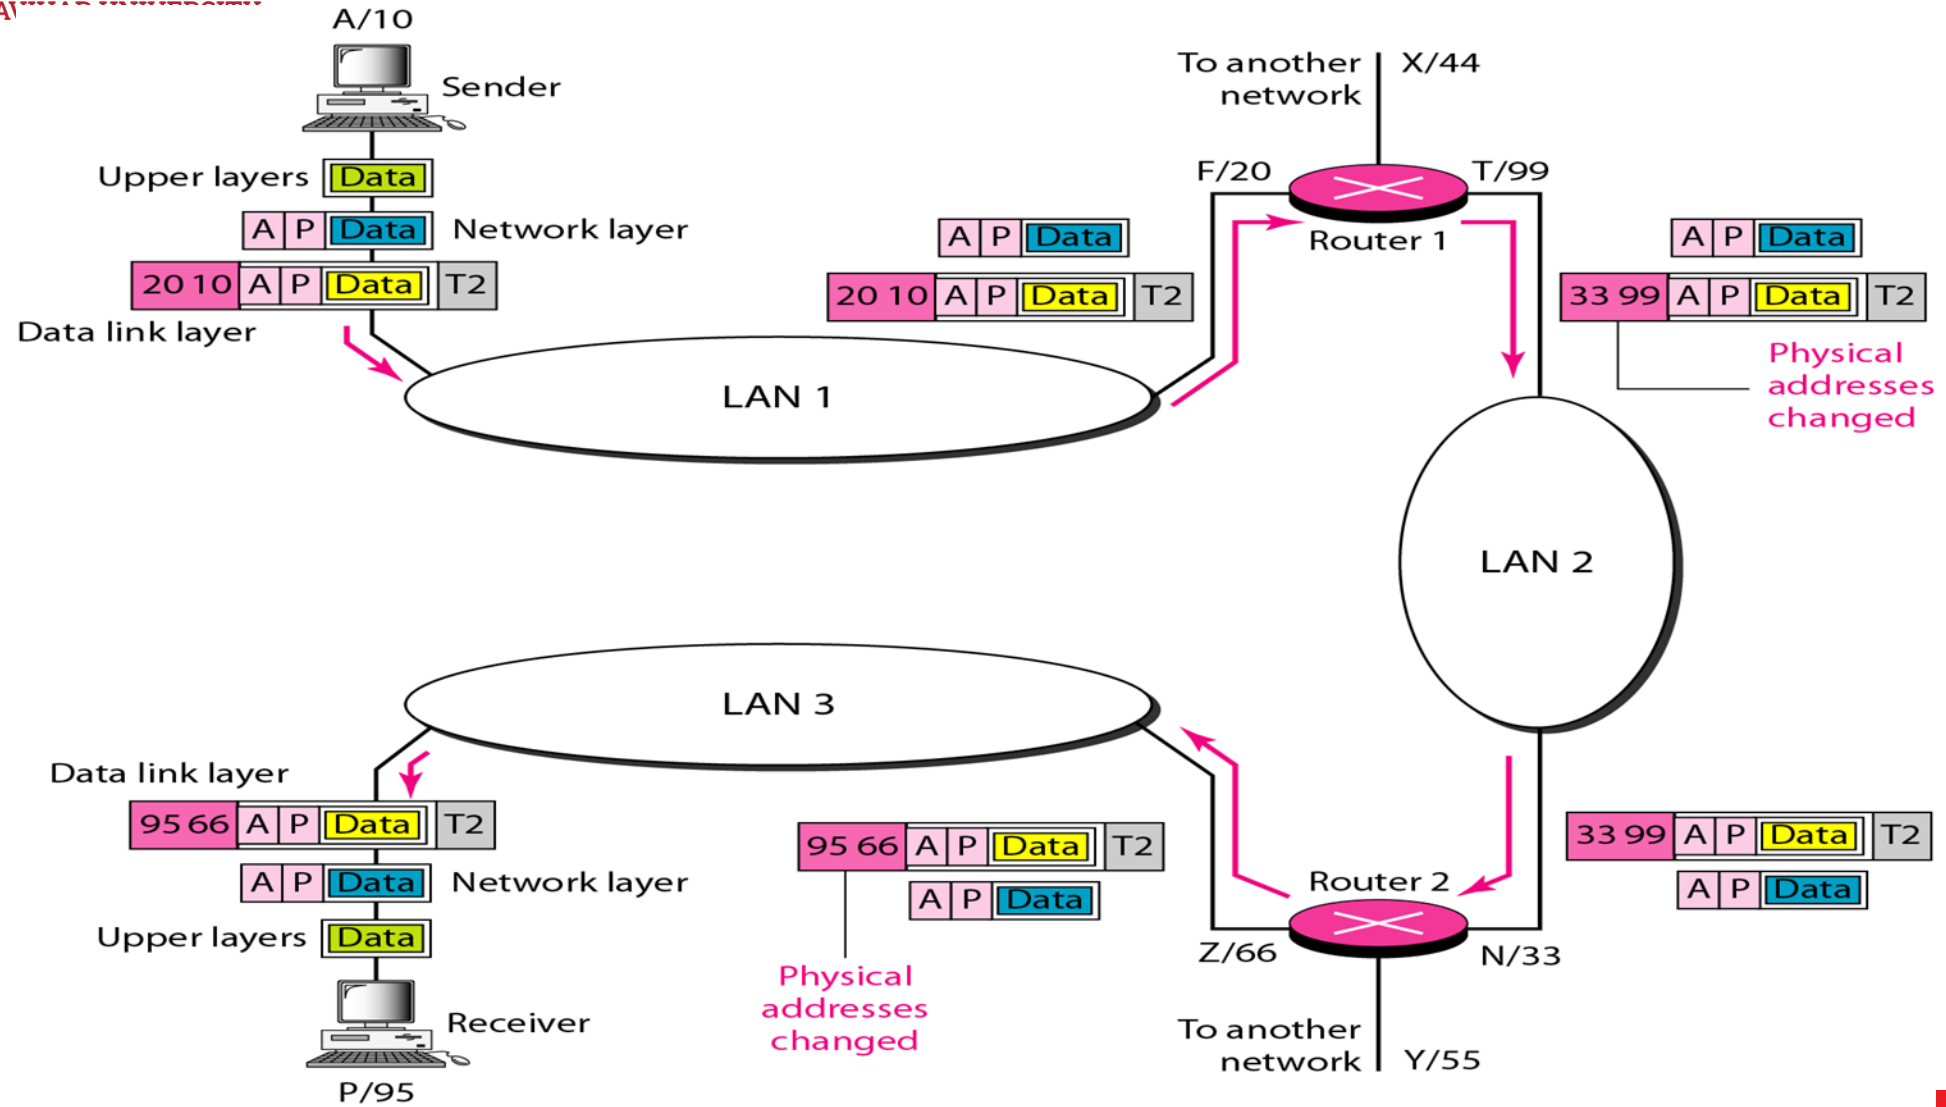 A/10
Sender
Upper layers Data
A P Data Network layer
20 10 A P Data T2
Data link layer
LAN 1
To another
network
X/44
F/20
T/99
Router 1
A P Data
20 10 A P Data T2
A P Data
33 99 A P Data T2
Physical
addresses
changed
LAN 2
33 99 A P Data T2
A P Data
Router 2
Z/66
N/33
To another
network
Y/55
95 66 A P Data T2
A P Data
Physical
addresses
changed
LAN 3
Data link layer
95 66 A P Data T2
A P Data Network layer
Upper layers Data
Receiver
P/95